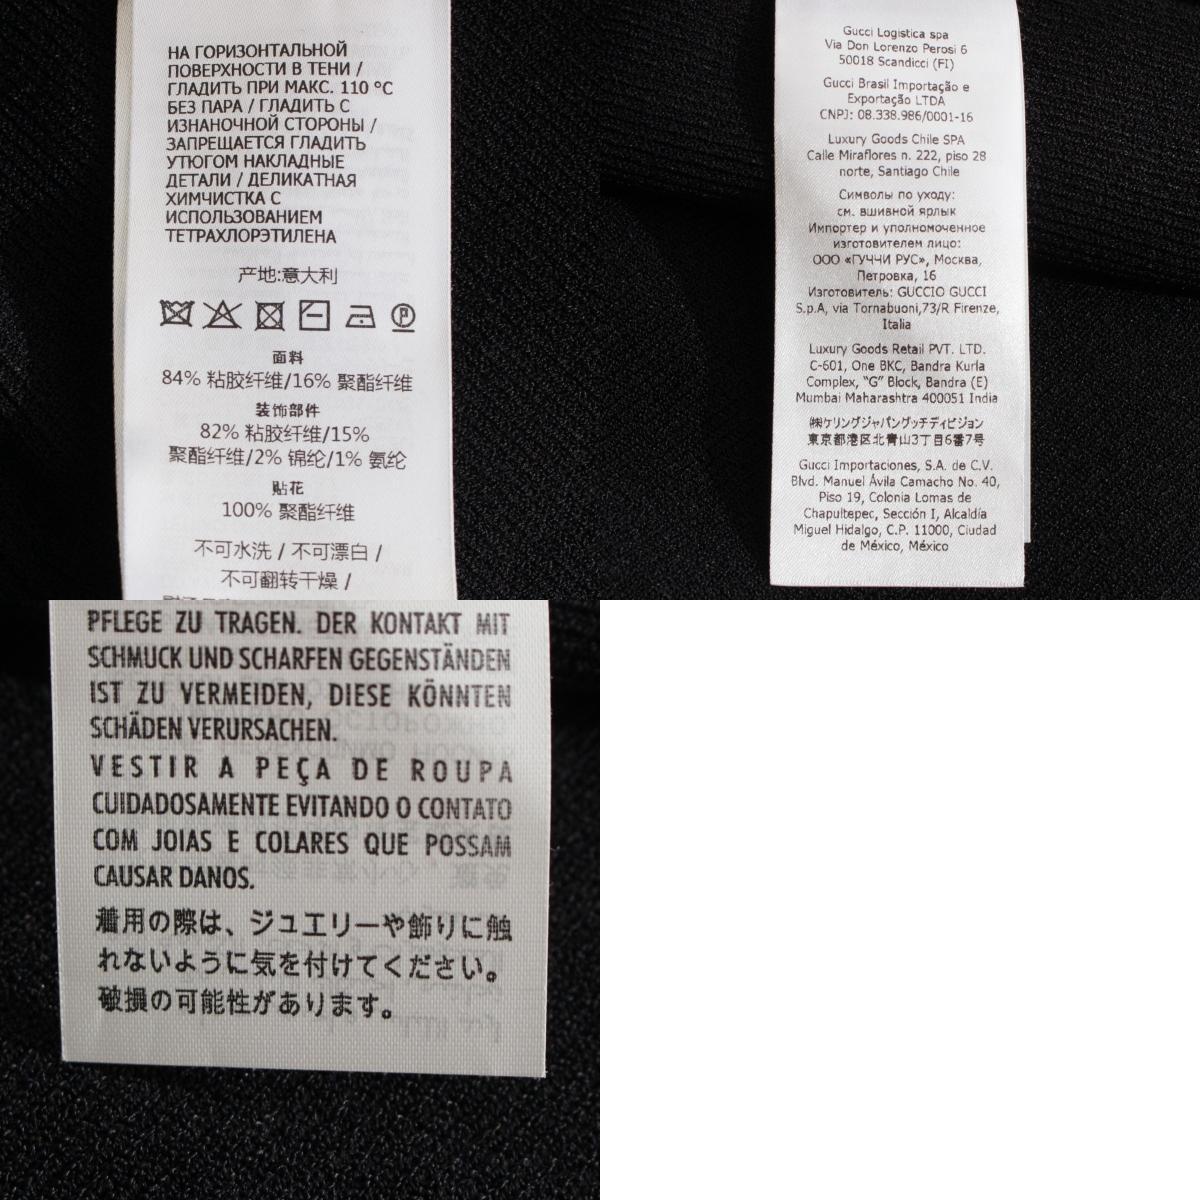 НА ГОРИЗОНТАЛЬНОЙ
ПОВЕРХНОСТИ В ТЕНИ /
ГЛАДИТЬ ПРИ МАКС. 110 °C
БЕЗ ПАРА / ГЛАДИТЬ С
ИЗНАНОЧНОЙ СТОРОНЫ /
ЗАПРЕЩАЕТСЯ ГЛАДИТЬ
УТЮГОМ НАКЛАДНЫЕ
ДЕТАЛИ / ДЕЛИКАТНАЯ
ХИМЧИСТКА С
ИСПОЛЬЗОВАНИЕМ
ТЕТРАХЛОРЭТИЛЕНА
产地:意大利
P
面料
84% 粘胶纤维/16% 聚酯纤维
装饰部件
82% 粘胶纤维/15%
聚酯纤维/2% 锦纶/1% 氨纶
贴花
100% 聚酯纤维
不可水洗 / 不可漂白 /
不可翻转干燥 /
Gucci Logistica spa
Via Don Lorenzo Perosi 6
50018 Scandicci (FI)
Gucci Brasil Importação e
Exportação LTDA
CNPJ: 08.338.986/0001-16
Luxury Goods Chile SPA
Calle Miraflores n. 222, piso 28
norte, Santiago Chile
Символы по уходу:
см. вшивной ярлык
Импортер и уполномоченное
изготовителем лицо:
ООО «ГУЧЧИ РУС», Москва,
Петровка, 16
Изготовитель: GUCCIO GUCCI
S.p.A, via Tornabuoni,73/R Firenze,
Italia
Luxury Goods Retail PVT. LTD.
C-601, One BKC, Bandra Kurla
Complex, "G" Block, Bandra (E)
Mumbai Maharashtra 400051 India
㈱ケリングジャパングッチディビジョン
東京都港区北青山3丁目6番7号
Gucci Importaciones, S.A. de C.V.
Blvd. Manuel Ávila Camacho No. 40,
Piso 19, Colonia Lomas de
Chapultepec, Sección I, Alcaldía
Miguel Hidalgo, C.P. 11000, Ciudad
de México, México
PFLEGE ZU TRAGEN. DER KONTAKT MIT
SCHMUCK UND SCHARFEN GEGENSTÄNDEN
IST ZU VERMEIDEN, DIESE KÖNNTEN
SCHÄDEN VERURSACHEN.
VESTIR A PEÇA DE ROUPA
CUIDADOSAMENTE EVITANDO O CONTATO
COM JOIAS E COLARES QUE POSSAM
CAUSAR DANOS.
着用の際は、ジュエリーや飾りに触
れないように気を付けてください。
破損の可能性があります。